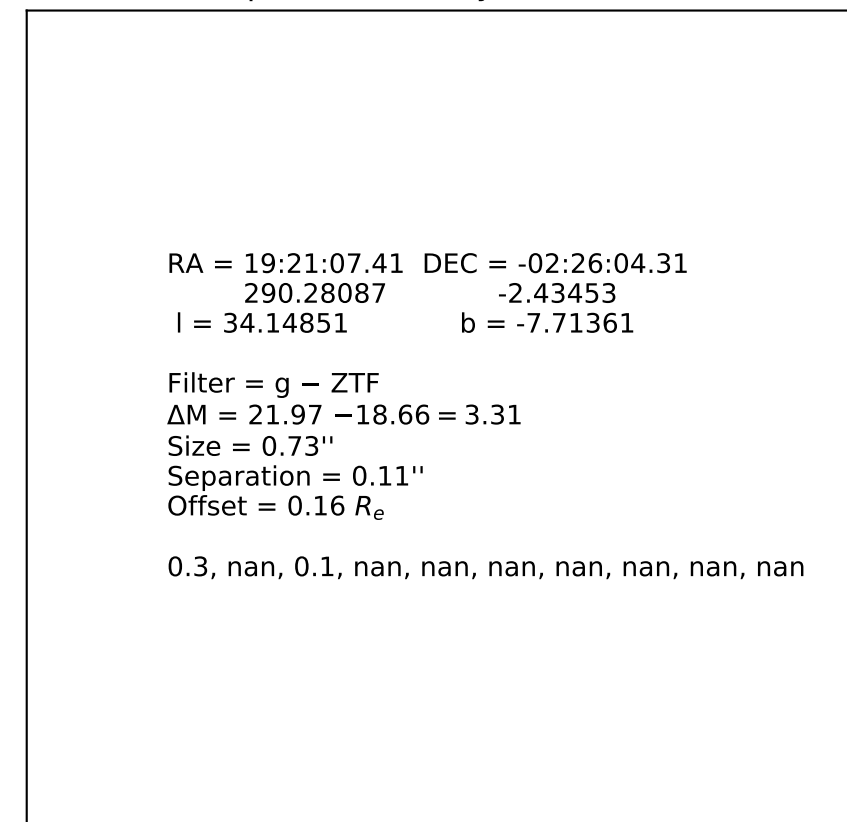 RA = 19:21:07.41 DEC = -02:26:04.31
290.28087 -2.43453
l = 34.14851 b = -7.71361
Filter = g − ZTF
ΔM = 21.97 −18.66 = 3.31
Size = 0.73''
Separation = 0.11''
Offset = 0.16 Re
0.3, nan, 0.1, nan, nan, nan, nan, nan, nan, nan